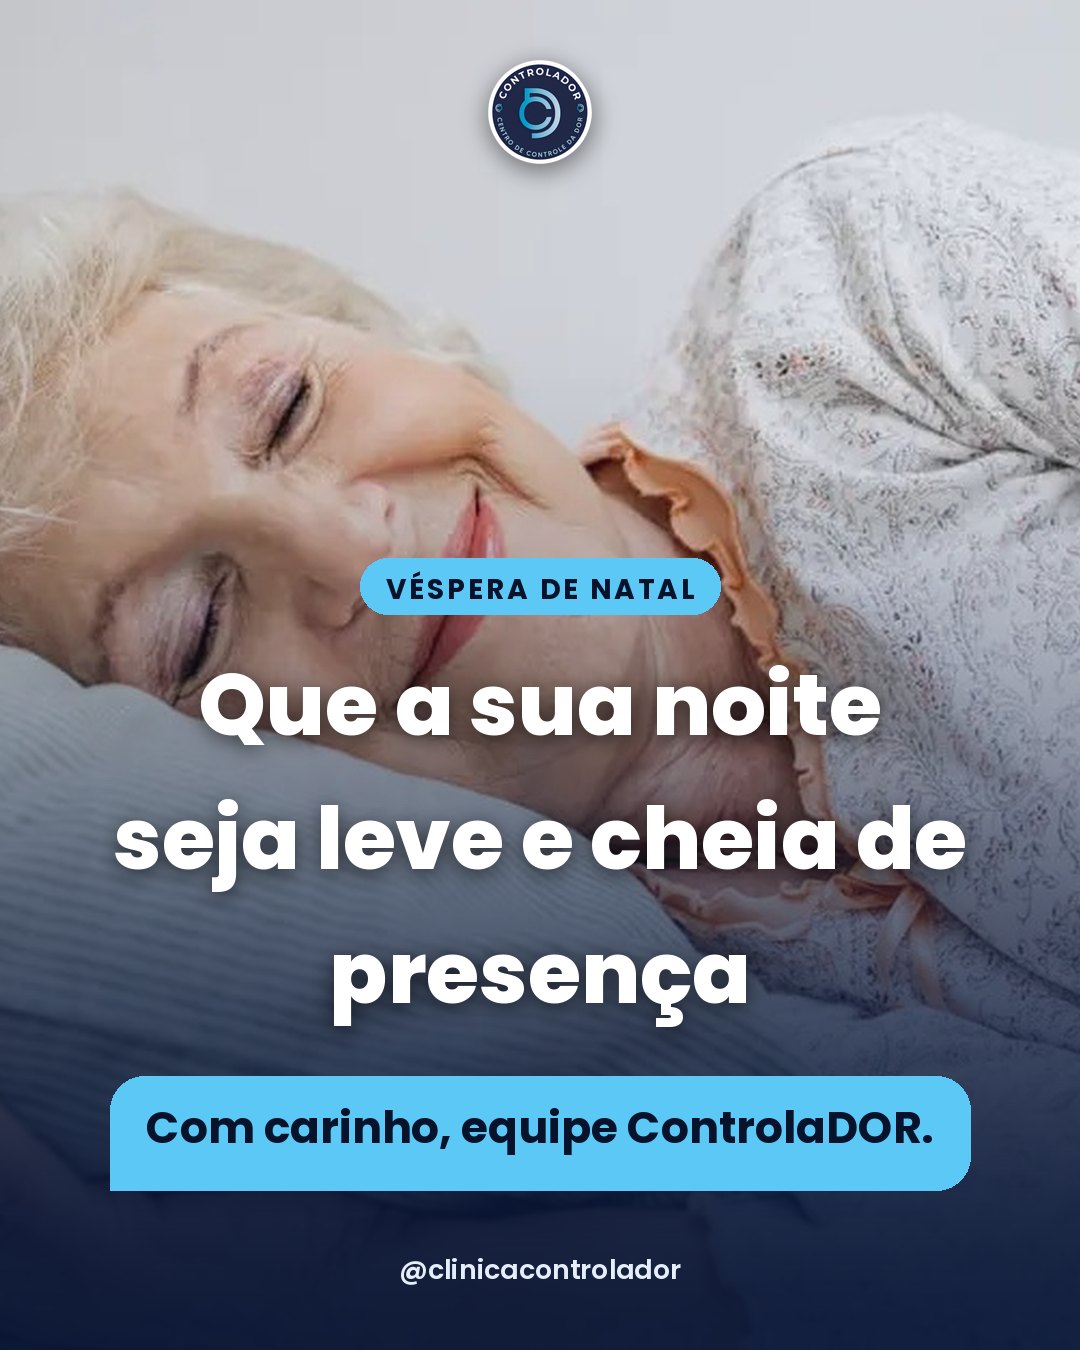 CONTROLADOR
CENTRO DE CONTROLE DA DOR
VÉSPERA DE NATAL
Que a sua noite
seja leve e cheia de
presença
Com carinho, equipe ControlaDOR.
@clinicacontrolador